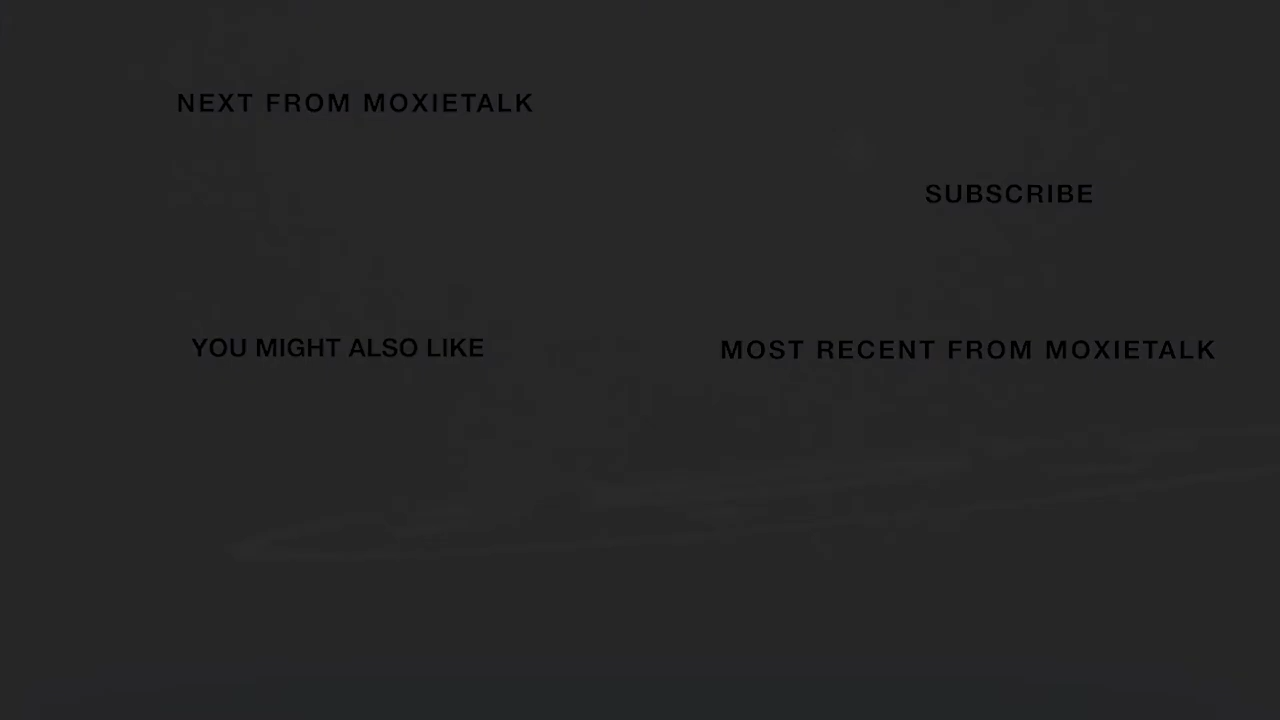 NEXT FROM MOXIETALK
SUBSCRIBE
YOU MIGHT ALSO LIKE
MOST RECENT FROM MOXIETALK